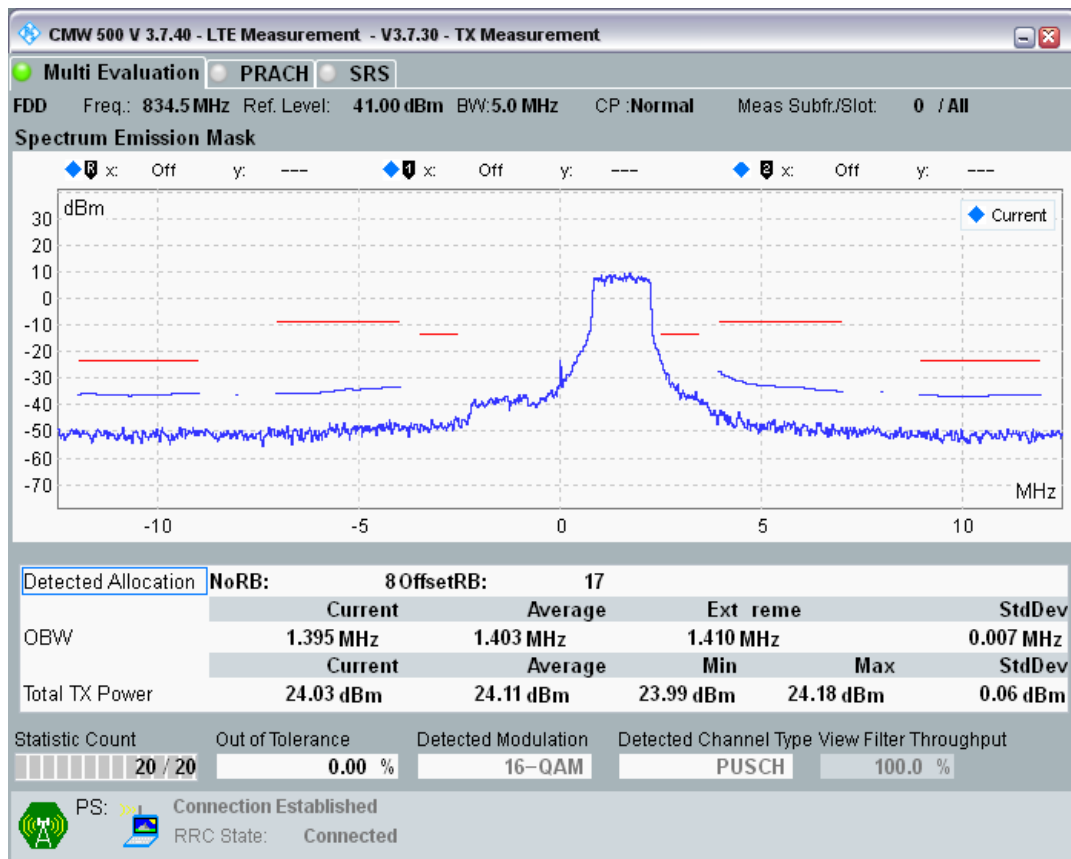 CMW 500 V 3.7.40 - LTE Measurement - V3.7.30 - TX Measurement
Multi Evaluation PRACH SRS
FDD Freq.: 834.5 MHz Ref. Level: 41.00 dBm BW:5.0 MHz CP :Normal Meas Subfr./Slot: 0 / All
Spectrum Emission Mask
R x: Off y: --- 1 x: Off y: --- 2 x: Off y: ---
dBm
Current
30
20
10
0
-10
-20
-30
-40
-50
-60
-70
MHz
-10 -5 0 5 10
Detected Allocation NoRB: 8 OffsetRB: 17
Current Average Ext reme StdDev
OBW 1.395 MHz 1.403 MHz 1.410 MHz 0.007 MHz
Current Average Min Max StdDev
Total TX Power 24.03 dBm 24.11 dBm 23.99 dBm 24.18 dBm 0.06 dBm
Statistic Count Out of Tolerance Detected Modulation Detected Channel Type View Filter Throughput
20 / 20 0.00 % 16-QAM PUSCH 100.0 %
PS: Connection Established
RRC State: Connected